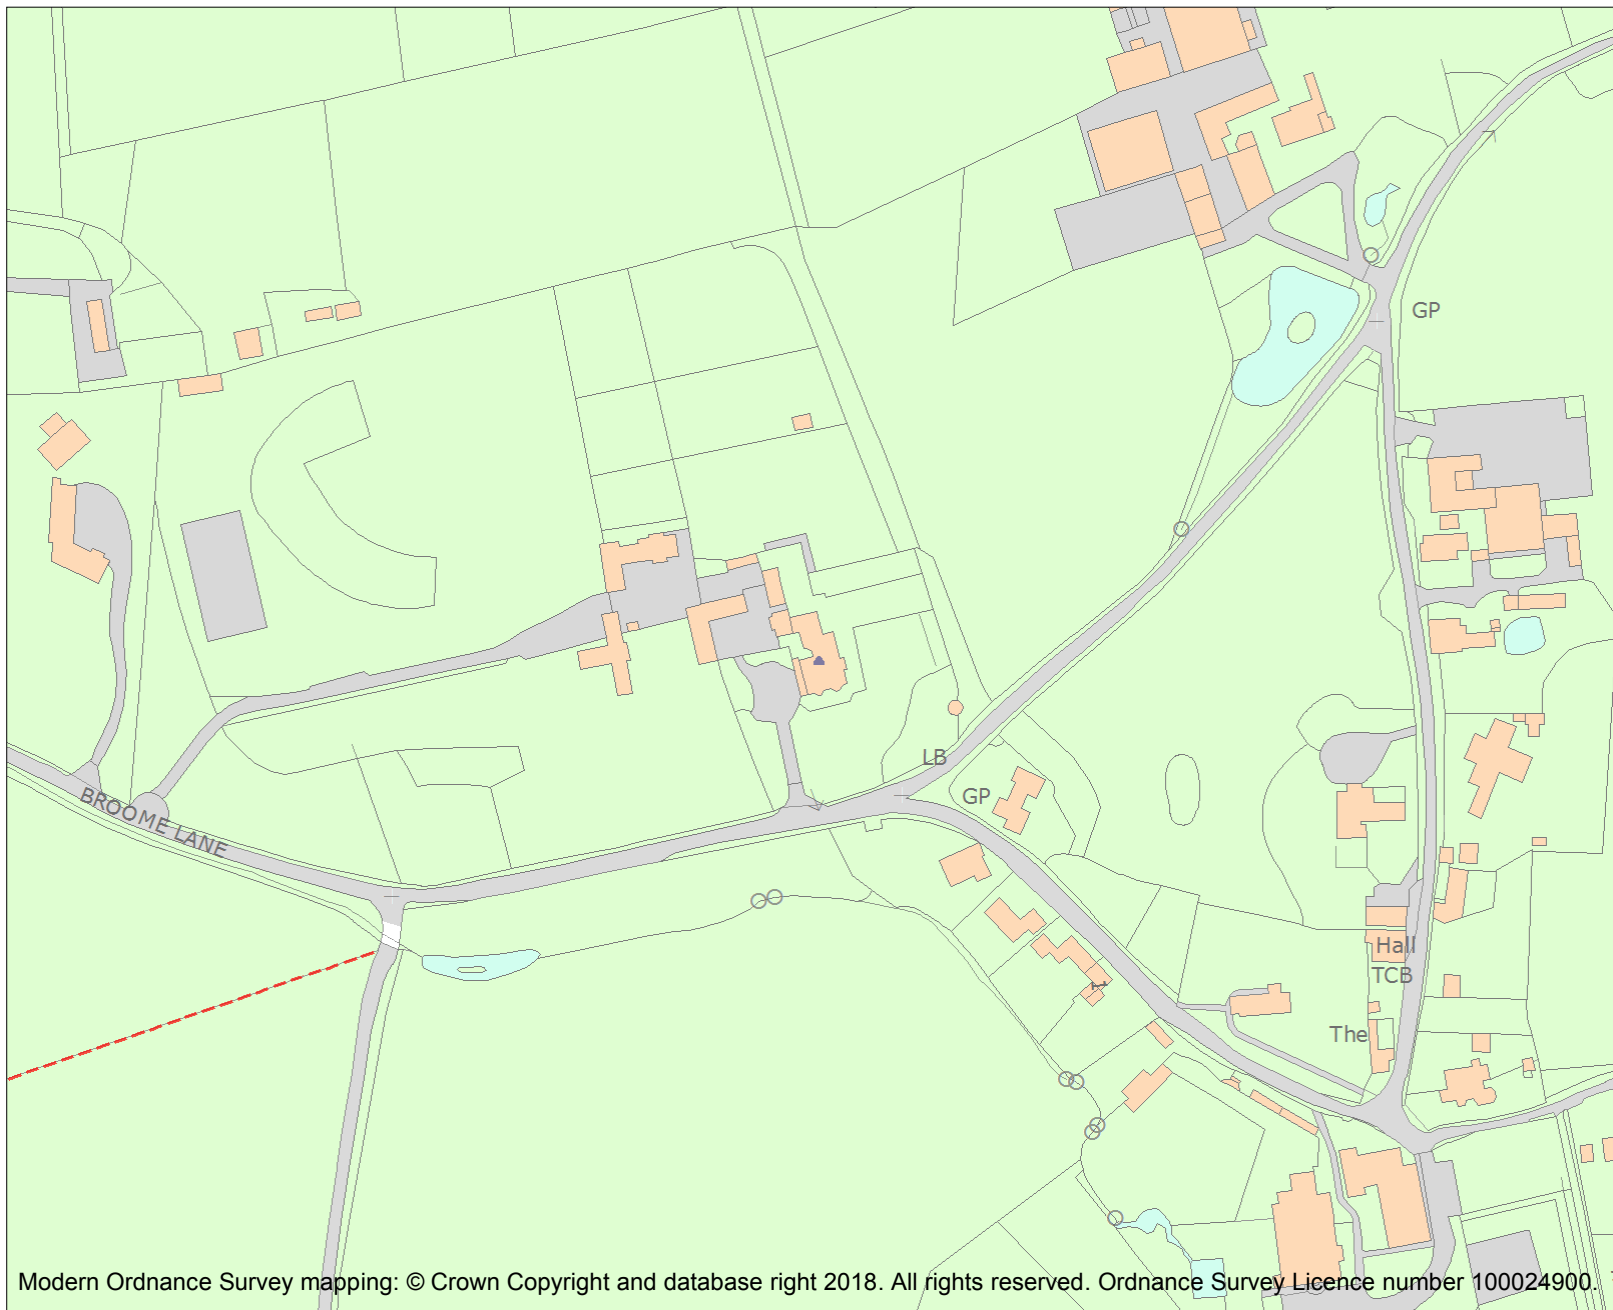 GP
LB
GP
BROOME LANE
Hall
TCB
1
The
Modern Ordnance Survey mapping: © Crown Copyright and database right 2018. All rights reserved. Ordnance Survey Licence number 100024900.